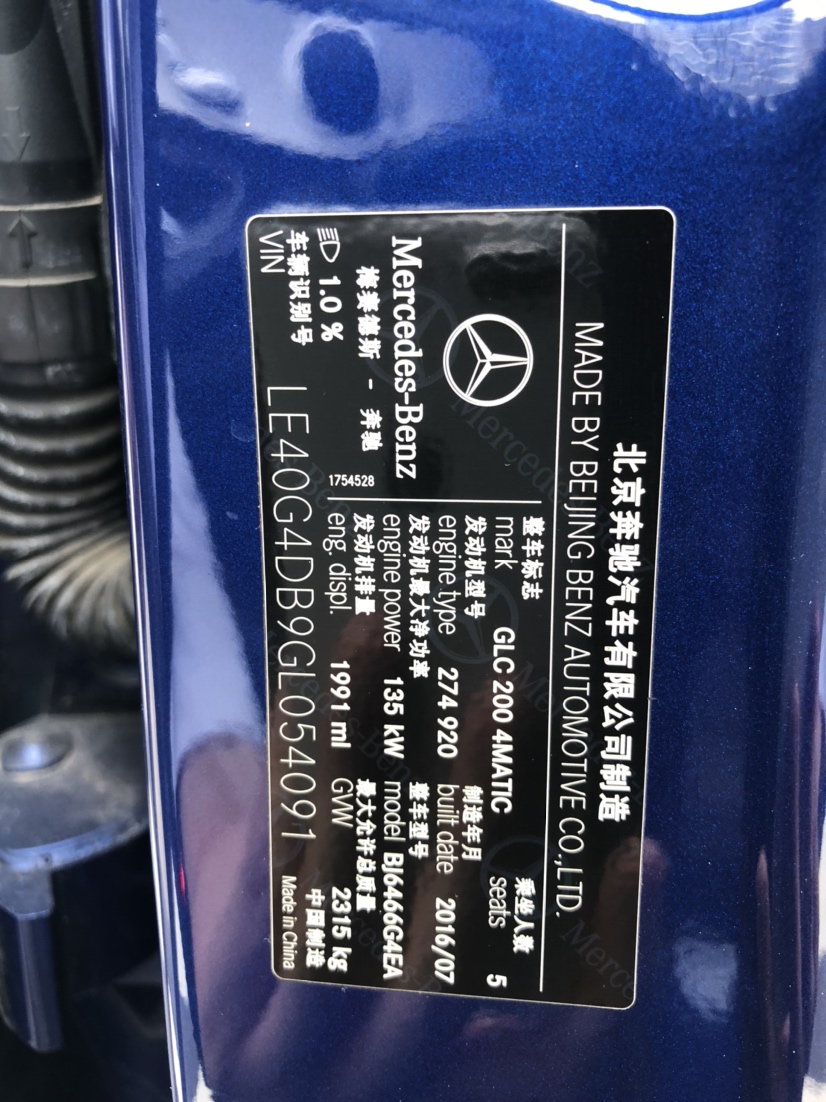 北京奔驰汽车有限公司制造
MADE BY BEIJING BENZ AUTOMOTIVE CO.,LTD.
Mercedes-Benz
梅赛德斯 - 奔驰
1.0 %
1754528
整车标志
mark GLC 200 4MATIC
乘坐人数
seats 5
发动机型号
engine type 274 920
制造年月
built date 2016/07
发动机最大净功率
engine power 135 kW
整车型号
model BJ6466G4EA
发动机排量
eng. displ. 1991 ml
最大允许总质量
GVW 2315 kg
车辆识别号
VIN LE40G4DB9GL054091
中国制造
Made in China